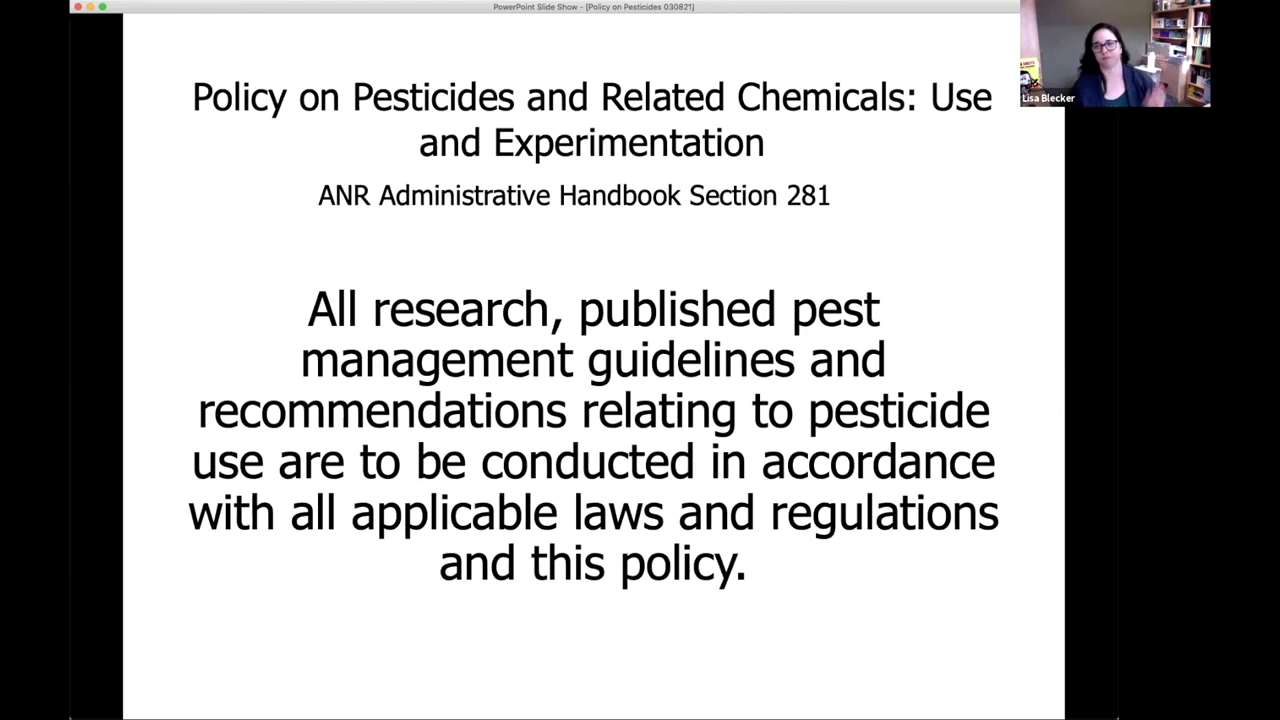 PowerPoint Slide Show - [Policy on Pesticides 030821]
Policy on Pesticides and Related Chemicals: Use
and Experimentation
ANR Administrative Handbook Section 281
All research, published pest
management guidelines and
recommendations relating to pesticide
use are to be conducted in accordance
with all applicable laws and regulations
and this policy.
Lisa Blecker